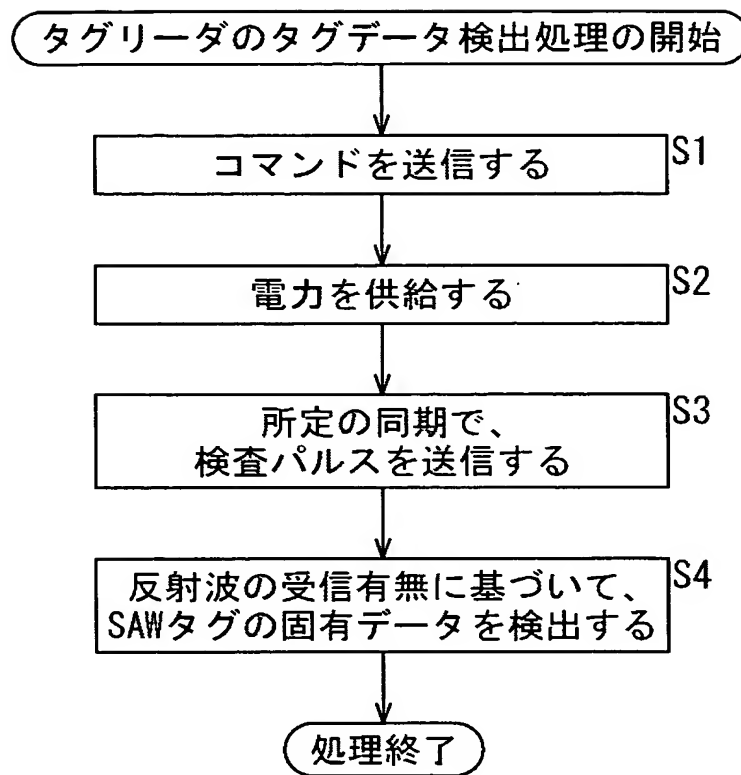 タグリーダのタグデータ検出処理の開始
コマンドを送信する
S1
電力を供給する
S2
所定の同期で、
検査パルスを送信する
S3
反射波の受信有無に基づいて、
SAWタグの固有データを検出する
S4
処理終了